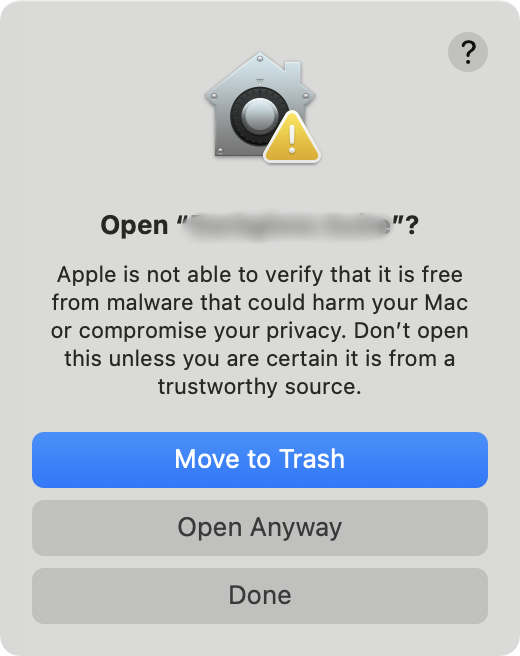 ?
Open “ ”?
Apple is not able to verify that it is free
from malware that could harm your Mac
or compromise your privacy. Don’t open
this unless you are certain it is from a
trustworthy source.
Move to Trash
Open Anyway
Done